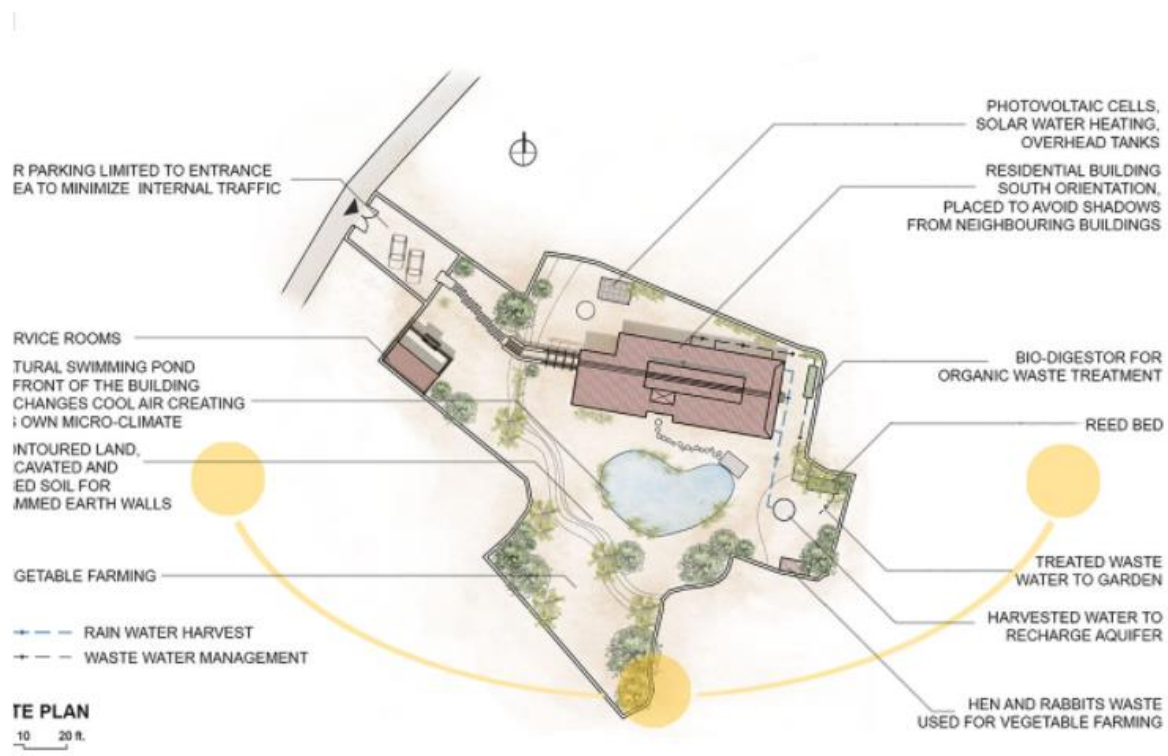 R PARKING LIMITED TO ENTRANCE
EA TO MINIMIZE INTERNAL TRAFFIC
RVICE ROOMS
TURAL SWIMMING POND
FRONT OF THE BUILDING
CHANGES COOL AIR CREATING
S OWN MICRO-CLIMATE
ONTOURED LAND,
CAVATED AND
ED SOIL FOR
MMED EARTH WALLS
GETABLE FARMING
RAIN WATER HARVEST
WASTE WATER MANAGEMENT
TE PLAN
10 20 ft.
PHOTOVOLTAIC CELLS,
SOLAR WATER HEATING,
OVERHEAD TANKS
RESIDENTIAL BUILDING
SOUTH ORIENTATION,
PLACED TO AVOID SHADOWS
FROM NEIGHBOURING BUILDINGS
BIO-DIGESTOR FOR
ORGANIC WASTE TREATMENT
REED BED
TREATED WASTE
WATER TO GARDEN
HARVESTED WATER TO
RECHARGE AQUIFER
HEN AND RABBITS WASTE
USED FOR VEGETABLE FARMING